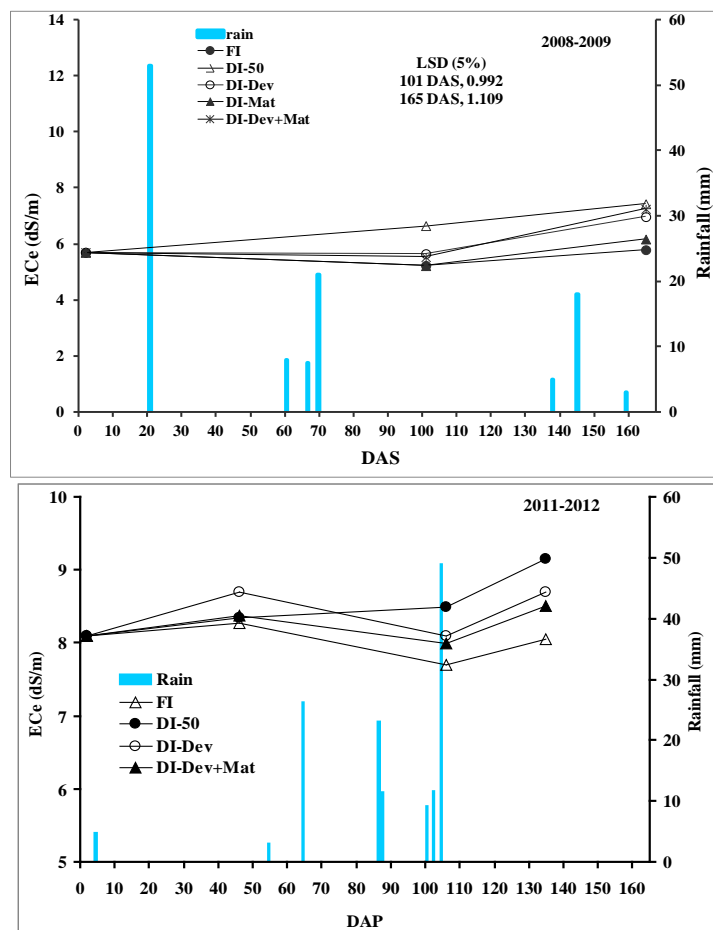 14
12
10
8
6
4
2
0
ECe (dS/m)
rain
FI
DI-50
DI-Dev
DI-Mat
DI-Dev+Mat
LSD (5%)
101 DAS, 0.992
165 DAS, 1.109
2008-2009
60
50
40
30
20
10
0
Rainfall (mm)
0 10 20 30 40 50 60 70 80 90 100 110 120 130 140 150 160
DAS
10
9
8
7
6
5
ECe (dS/m)
2011-2012
Rain
FI
DI-50
DI-Dev
DI-Dev+Mat
60
50
40
30
20
10
0
Rainfall (mm)
0 10 20 30 40 50 60 70 80 90 100 110 120 130 140 150 160
DAP